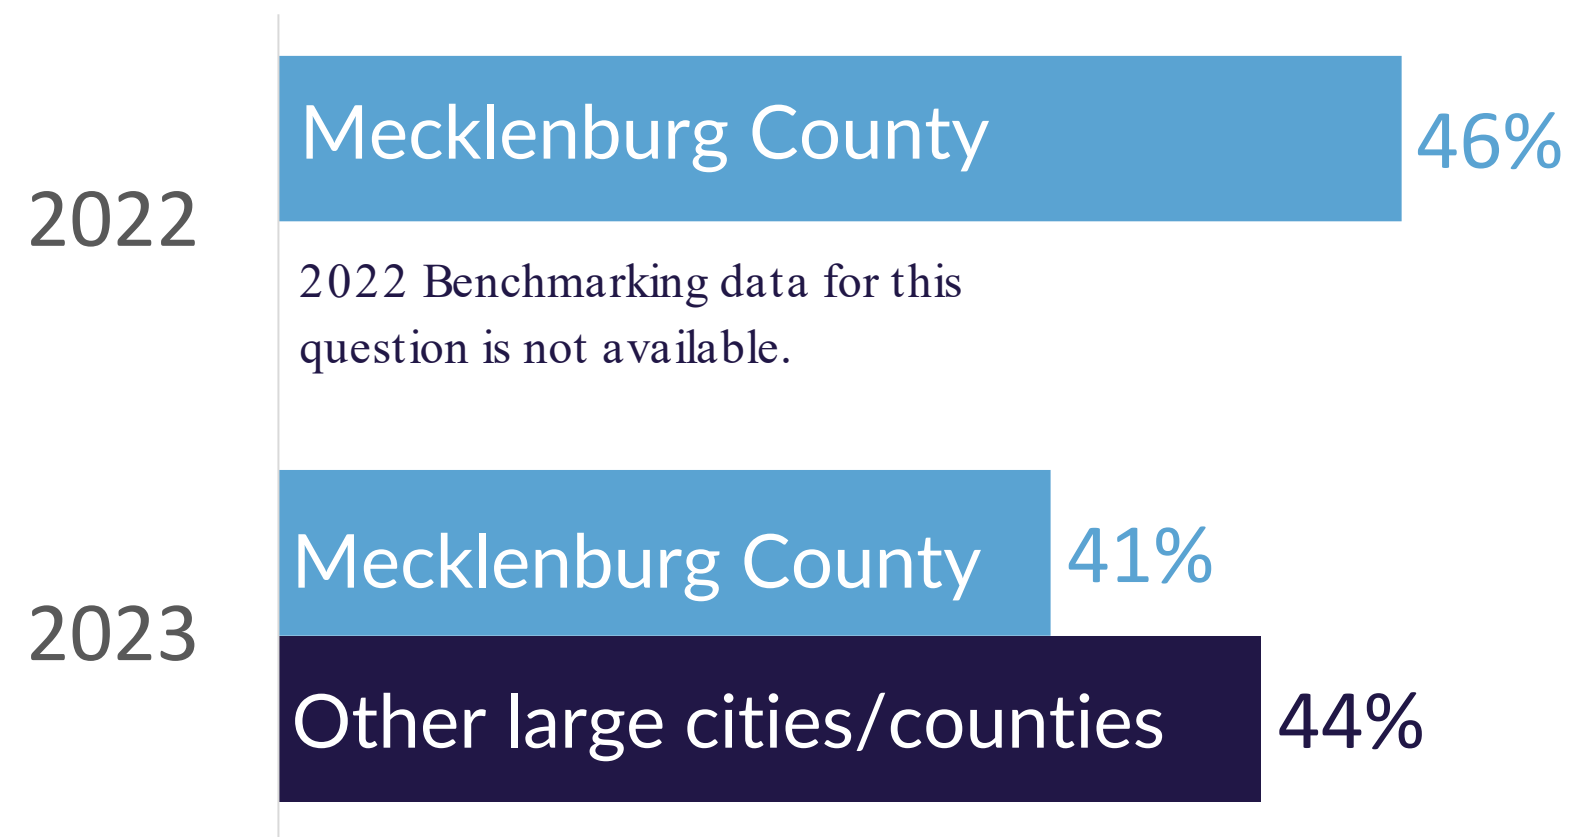 2022
Mecklenburg County
46%
2022 Benchmarking data for this
question is not available.
2023
Mecklenburg County
41%
Other large cities/counties
44%